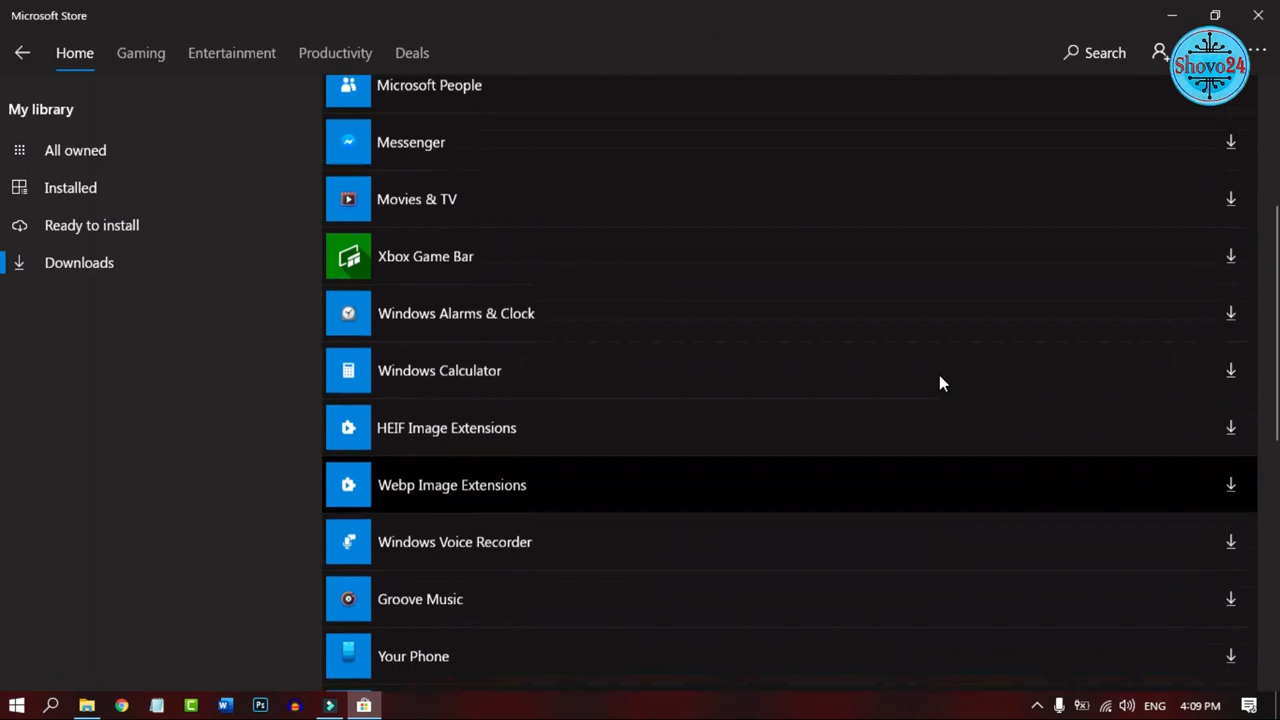 Microsoft Store
Home Gaming Entertainment Productivity Deals Search
Shovo24
My library
All owned
Installed
Ready to install
Downloads
Microsoft People
Messenger
Movies & TV
Xbox Game Bar
Windows Alarms & Clock
Windows Calculator
HEIF Image Extensions
Webp Image Extensions
Windows Voice Recorder
Groove Music
Your Phone
ENG 4:09 PM